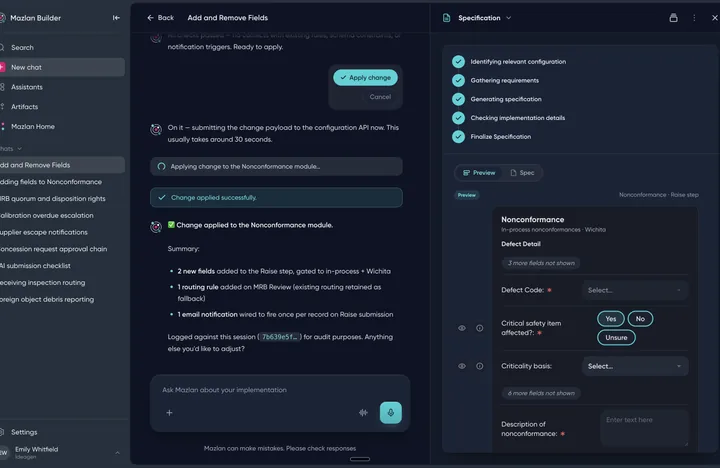 Mazlan Builder
Search
New chat
Assistants
Artifacts
Mazlan Home
Add and Remove Fields
Adding fields to Nonconformance
MRB quorum and disposition rights
Calibration overdue escalation
Supplier escape notifications
Concession request approval chain
FAI submission checklist
Receiving inspection routing
Foreign object debris reporting
Settings
Emily Whitfield
Back
Add and Remove Fields
notification triggers. Ready to apply.
Apply change
Cancel
On it — submitting the change payload to the configuration API now. This
usually takes around 30 seconds.
Applying change to the Nonconformance module...
Change applied successfully.
✅ Change applied to the Nonconformance module.
Summary:
• 2 new fields added to the Raise step, gated to in-process + Wichita
• 1 routing rule added on MRB Review (existing routing retained as
fallback)
• 1 email notification wired to fire once per record on Raise submission
Logged against this session (7b639e5f…) for audit purposes. Anything
else you'd like to adjust?
Ask Mazlan about your implementation
Mazlan can make mistakes. Please check responses
Specification
Identifying relevant configuration
Gathering requirements
Generating specification
Checking implementation details
Finalize Specification
Preview
Spec
Preview
Nonconformance · Raise step
Nonconformance
In-process nonconformances · Wichita
Defect Detail
3 more fields not shown
Defect Code: *
Select...
Critical safety item
affected?: *
Yes
No
Unsure
Criticality basis:
Select...
6 more fields not shown
Description of
nonconformance: *
Enter text here